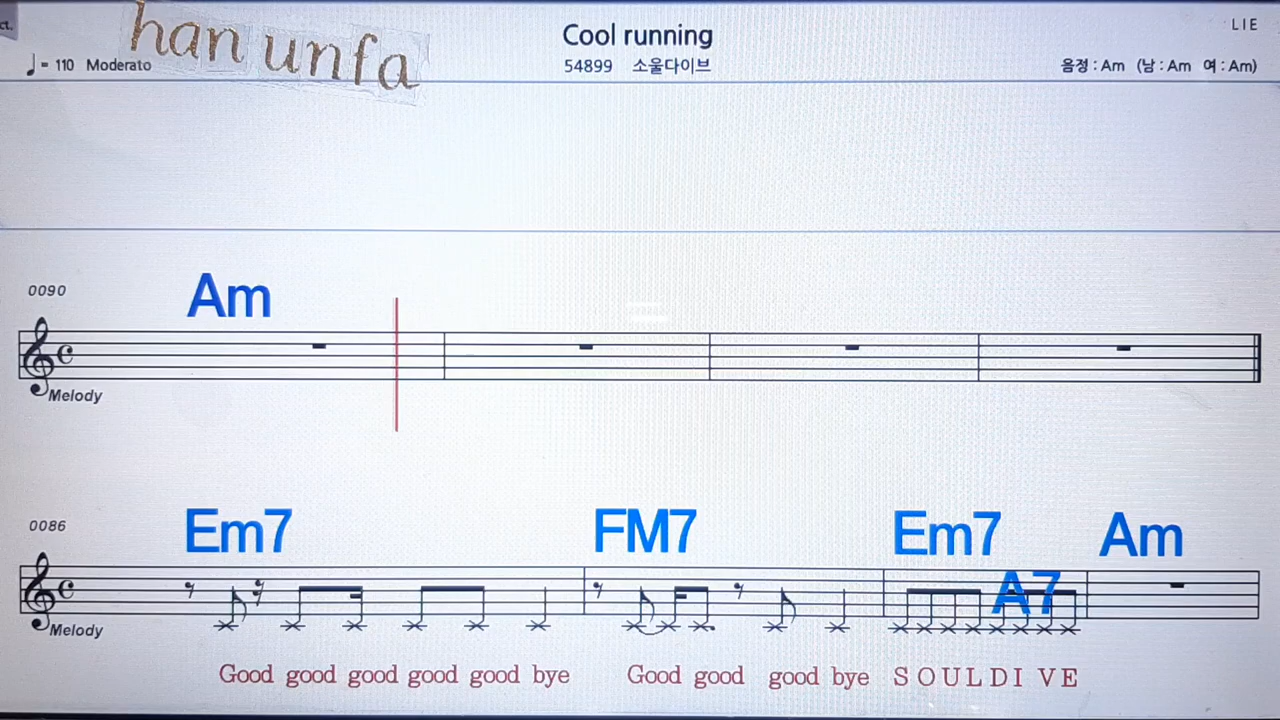 ct.
han unfa
Cool running
LIE
♩= 110 Moderato
54899 소울다이브
음정 : Am (남 : Am 여 : Am)
0090
Am
Melody
0086
Em7 FM7 Em7 A7 Am
Melody
Good good good good good bye Good good good bye S O U L D I V E